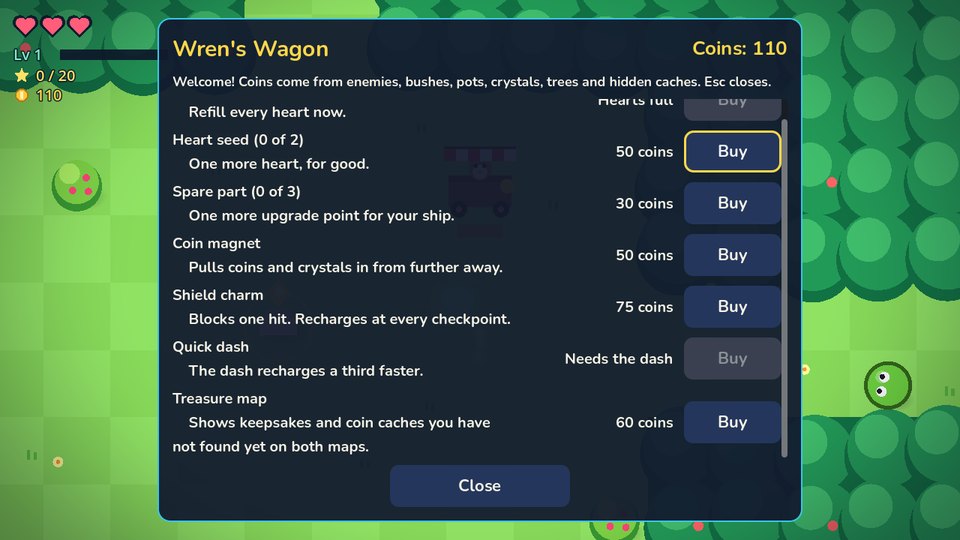 Lv 1
0 / 20
110
Wren's Wagon
Coins: 110
Welcome! Coins come from enemies, bushes, pots, crystals, trees and hidden caches. Esc closes.
Refill every heart now.
Hearts full
Buy
Heart seed (0 of 2)
One more heart, for good.
50 coins
Buy
Spare part (0 of 3)
One more upgrade point for your ship.
30 coins
Buy
Coin magnet
Pulls coins and crystals in from further away.
50 coins
Buy
Shield charm
Blocks one hit. Recharges at every checkpoint.
75 coins
Buy
Quick dash
The dash recharges a third faster.
Needs the dash
Buy
Treasure map
Shows keepsakes and coin caches you have
not found yet on both maps.
60 coins
Buy
Close